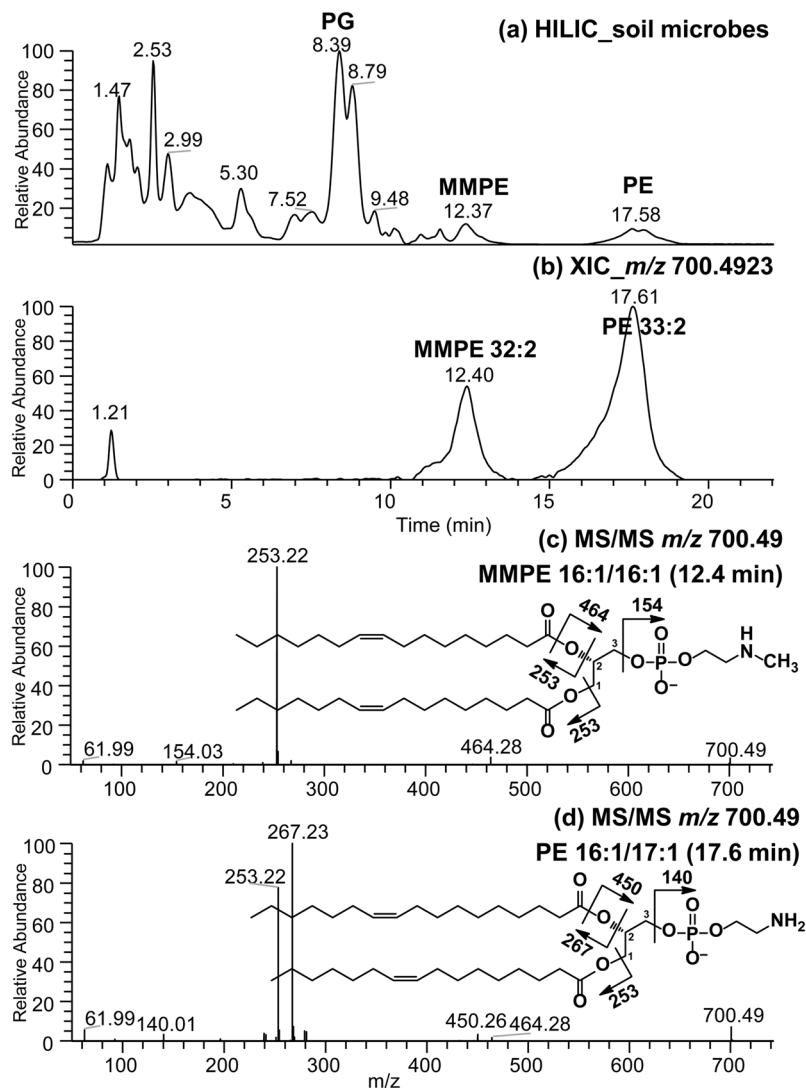 (a) HILIC_soil microbes
PG
8.39
2.53
8.79
1.47
2.99
5.30
7.52
9.48
MMPE
12.37
PE
17.58
100
80
60
40
20
Relative Abundance
(b) XIC_m/z 700.4923
17.61
PE 33:2
MMPE 32:2
12.40
1.21
100
80
60
40
20
0
Relative Abundance
0 5 10 15 20
Time (min)
(c) MS/MS m/z 700.49
MMPE 16:1/16:1 (12.4 min)
253.22
464
154
O
O
3
O
P
O
O
O−
H
N
CH3
2
253
1
O
O
253
61.99
154.03
464.28
700.49
100
80
60
40
20
0
Relative Abundance
100 200 300 400 500 600 700
(d) MS/MS m/z 700.49
PE 16:1/17:1 (17.6 min)
267.23
253.22
450
140
O
O
3
O
P
O
O
O−
NH2
2
267
1
O
O
253
61.99
140.01
450.26
464.28
700.49
100
80
60
40
20
0
Relative Abundance
100 200 300 400 500 600 700
m/z